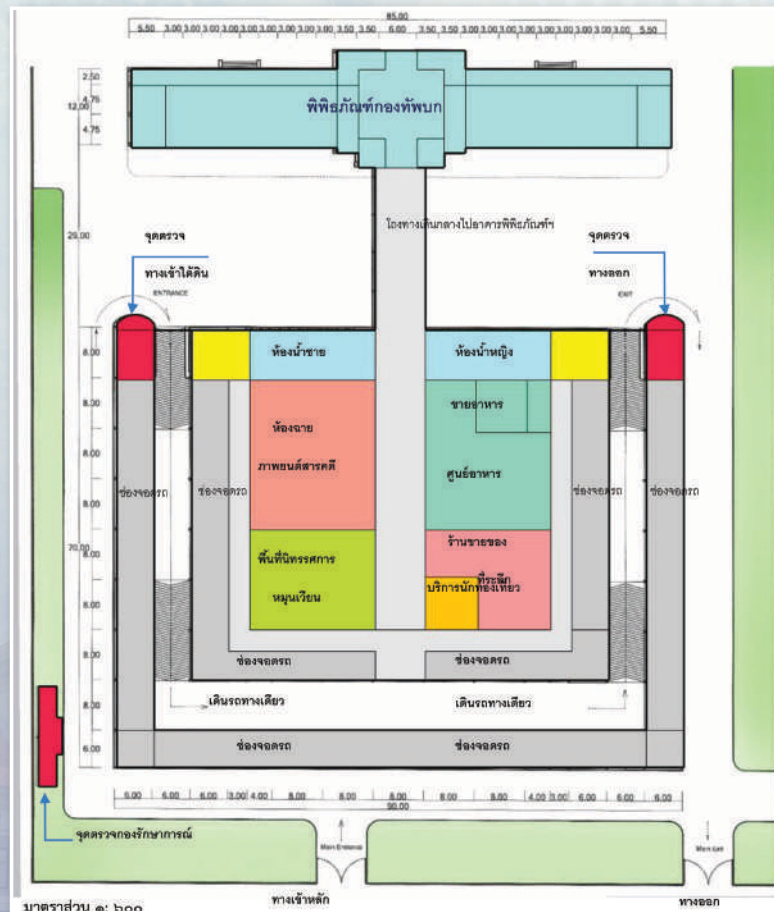 85.00
5.50 3.00 3.00 3.00 3.00 3.00 3.00 3.00 3.50 3.50 6.00 3.50 3.50 3.00 3.00 3.00 3.00 3.00 3.00 3.00 5.50
2.50
4.75
12.00
4.75
พิพิธภัณฑ์กองทัพบก
โถงทางเดินกลางไปอาคารพิพิธภัณฑ์ฯ
จุดตรวจ
ทางเข้าใต้ดิน
ENTRANCE
จุดตรวจ
ทางออก
EXIT
8.00
ห้องน้ำชาย
ห้องน้ำหญิง
8.00
ขายอาหาร
ห้องฉาย
ภาพยนต์สารคดี
8.00
ศูนย์อาหาร
ช่องจอดรถ
ช่องจอดรถ
ช่องจอดรถ
ช่องจอดรถ
8.00
70.00
ร้านขายของ
ที่ระลึก
พื้นที่นิทรรศการ
หมุนเวียน
บริการนักท่องเที่ยว
8.00
8.00
8.00
ช่องจอดรถ
ช่องจอดรถ
เดินรถทางเดียว
เดินรถทางเดียว
8.00
6.00
ช่องจอดรถ
ช่องจอดรถ
6.00 6.00 6.00 3.00 4.00 8.00 8.00 8.00 8.00 8.00 4.00 3.00 6.00 6.00 6.00
90.00
จุดตรวจกองรักษาการณ์
Main Entrance
Main Exit
ทางเข้าหลัก
ทางออก
มาตราส่วน ๑: ๖๐๐